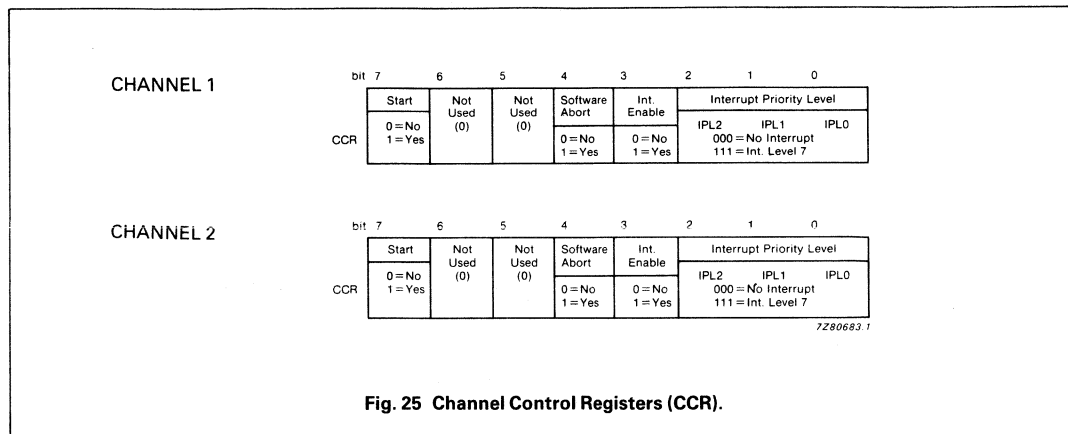 CHANNEL 1
bit 7 6 5 4 3 2 1 0
Start Not Not Software Int. Interrupt Priority Level
Used Used Abort Enable
0=No (0) (0) 0=No 0=No IPL2 IPL1 IPL0
CCR 1=Yes 1=Yes 1=Yes 000=No Interrupt
111=Int. Level 7
CHANNEL 2
bit 7 6 5 4 3 2 1 0
Start Not Not Software Int. Interrupt Priority Level
Used Used Abort Enable
0=No (0) (0) 0=No 0=No IPL2 IPL1 IPL0
CCR 1=Yes 1=Yes 1=Yes 000=No Interrupt
111=Int. Level 7
7Z80683.1
Fig. 25 Channel Control Registers (CCR).